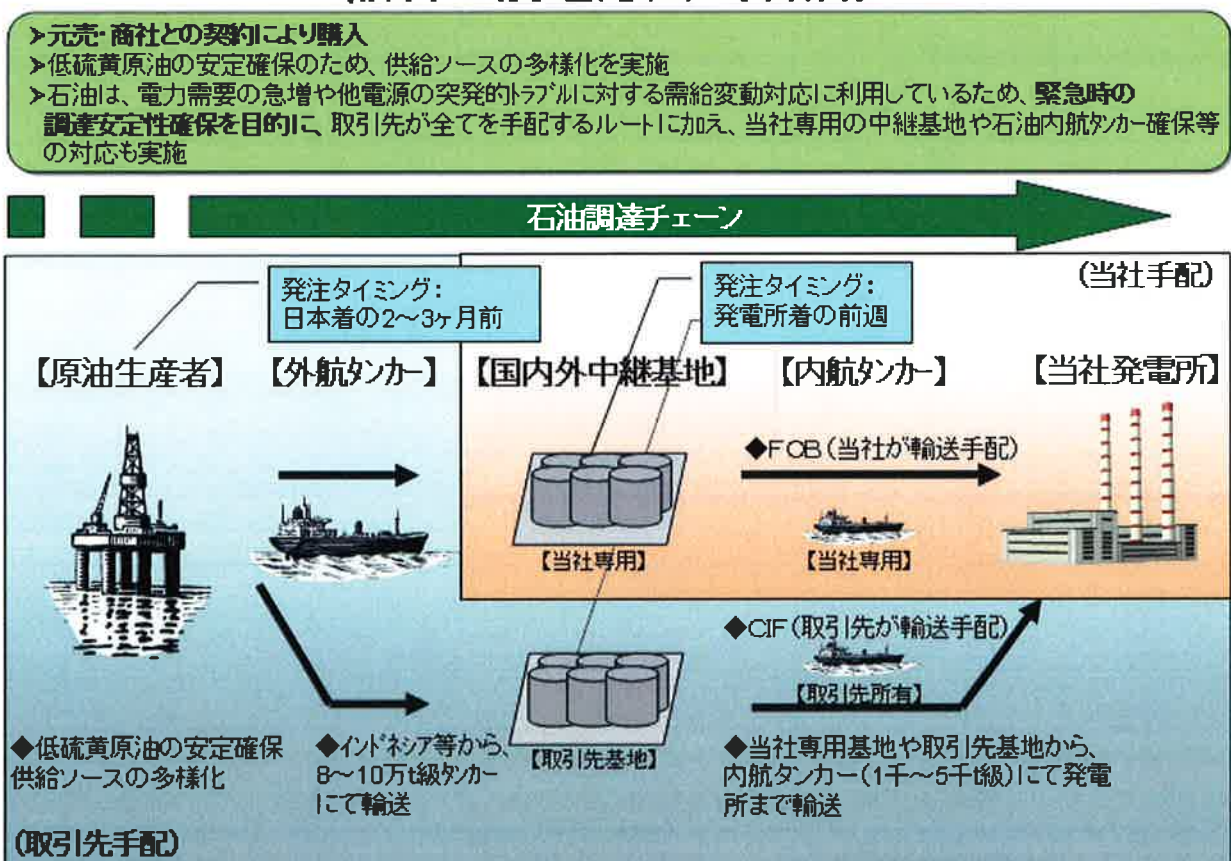 ➢元売・商社との契約により購入
➢低硫黄原油の安定確保のため、供給ソースの多様化を実施
➢石油は、電力需要の急増や他電源の突発的トラブルに対する需給変動対応に利用しているため、緊急時の
調達安定性確保を目的に、取引先が全てを手配するルートに加え、当社専用の中継基地や石油内航タンカー確保等
の対応も実施
石油調達チェーン
(当社手配)
発注タイミング：
日本着の2～3ヶ月前
発注タイミング：
発電所着の前週
【原油生産者】
【外航タンカー】
【国内外中継基地】
【内航タンカー】
【当社発電所】
◆FOB(当社が輸送手配)
【当社専用】
【当社専用】
◆CIF(取引先が輸送手配)
【取引先所有】
【取引先基地】
◆低硫黄原油の安定確保
供給ソースの多様化
◆インドネシア等から、
8～10万t級タンカー
にて輸送
◆当社専用基地や取引先基地から、
内航タンカー(1千～5千t級)にて発電
所まで輸送
(取引先手配)